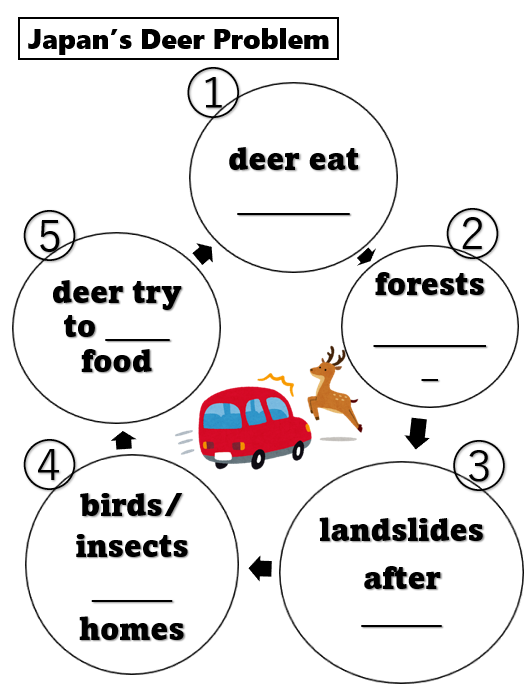 Japan's Deer Problem
①
deer eat
________
②
forests
________
_
③
landslides
after
______
④
birds/
insects
______
homes
⑤
deer try
to ____
food